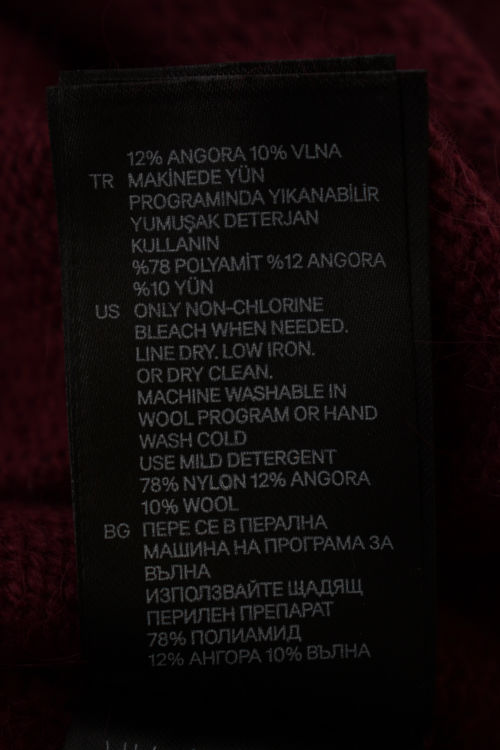 12% ANGORA 10% VLNA
TR MAKİNEDE YÜN
PROGRAMINDA YIKANABİLİR
YUMUŞAK DETERJAN
KULLANIN
%78 POLYAMİT %12 ANGORA
%10 YÜN
US ONLY NON-CHLORINE
BLEACH WHEN NEEDED.
LINE DRY. LOW IRON.
OR DRY CLEAN.
MACHINE WASHABLE IN
WOOL PROGRAM OR HAND
WASH COLD
USE MILD DETERGENT
78% NYLON 12% ANGORA
10% WOOL
BG ПЕРЕ СЕ В ПЕРАЛНА
МАШИНА НА ПРОГРАМА ЗА
ВЪЛНА
ИЗПОЛЗВАЙТЕ ЩАДЯЩ
ПЕРИЛЕН ПРЕПАРАТ
78% ПОЛИАМИД
12% АНГОРА 10% ВЪЛНА